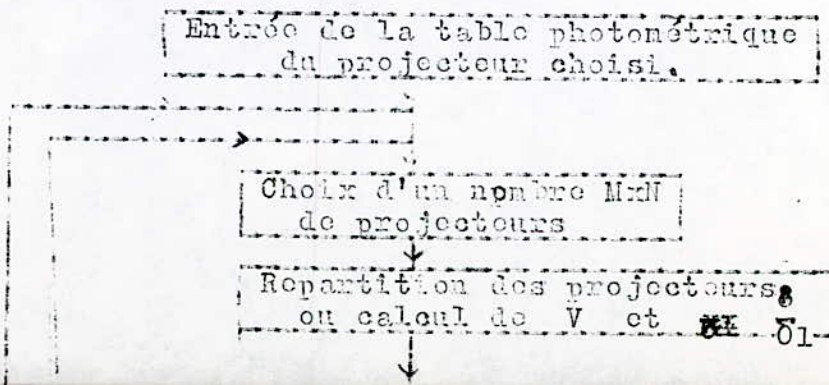 Entrée de la table photométrique
du projecteur choisi.
Choix d'un nombre MxN
de projecteurs
Repartition des projecteurs
ou calcul de V et δ1